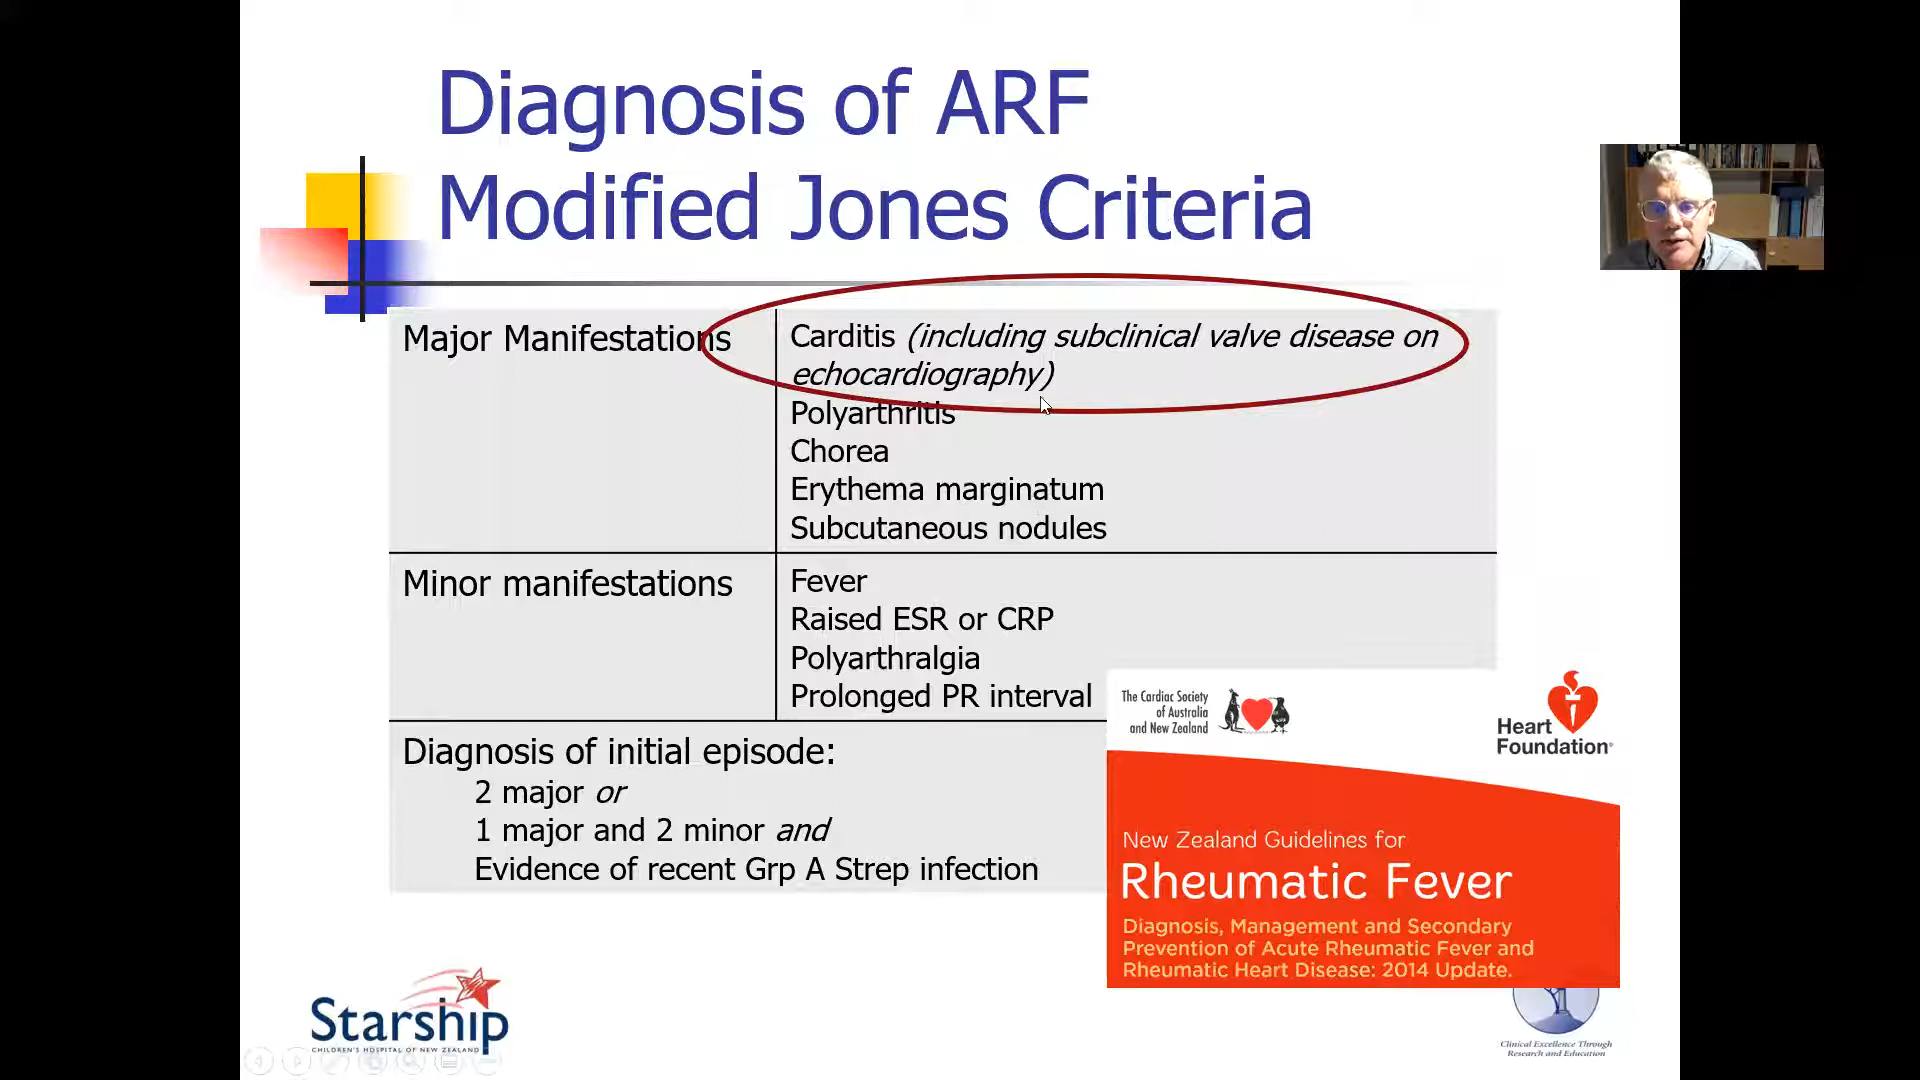 Diagnosis of ARF
Modified Jones Criteria
Major Manifestations
Carditis (including subclinical valve disease on
echocardiography)
Polyarthritis
Chorea
Erythema marginatum
Subcutaneous nodules
Minor manifestations
Fever
Raised ESR or CRP
Polyarthralgia
Prolonged PR interval
Diagnosis of initial episode:
2 major or
1 major and 2 minor and
Evidence of recent Grp A Strep infection
The Cardiac Society
of Australia
and New Zealand
Heart
Foundation
New Zealand Guidelines for
Rheumatic Fever
Diagnosis, Management and Secondary
Prevention of Acute Rheumatic Fever and
Rheumatic Heart Disease: 2014 Update.
Starship
CHILDREN'S HOSPITAL OF NEW ZEALAND
Clinical Excellence Through
Research and Education